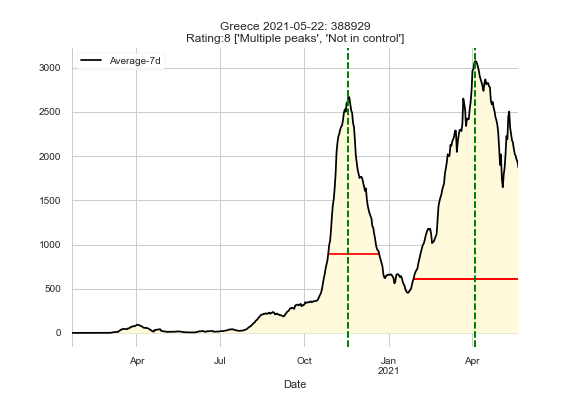 Greece 2021-05-22: 388929
Rating:8 ['Multiple peaks', 'Not in control']
Average-7d
3000
2500
2000
1500
1000
500
0
Apr
Jul
Oct
Jan
2021
Apr
Date